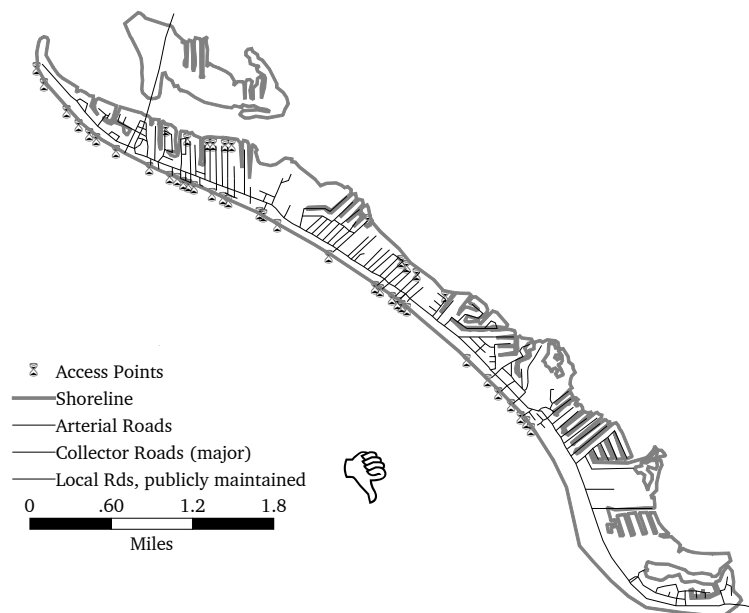 Access Points
Shoreline
Arterial Roads
Collector Roads (major)
Local Rds, publicly maintained
0 .60 1.2 1.8
Miles